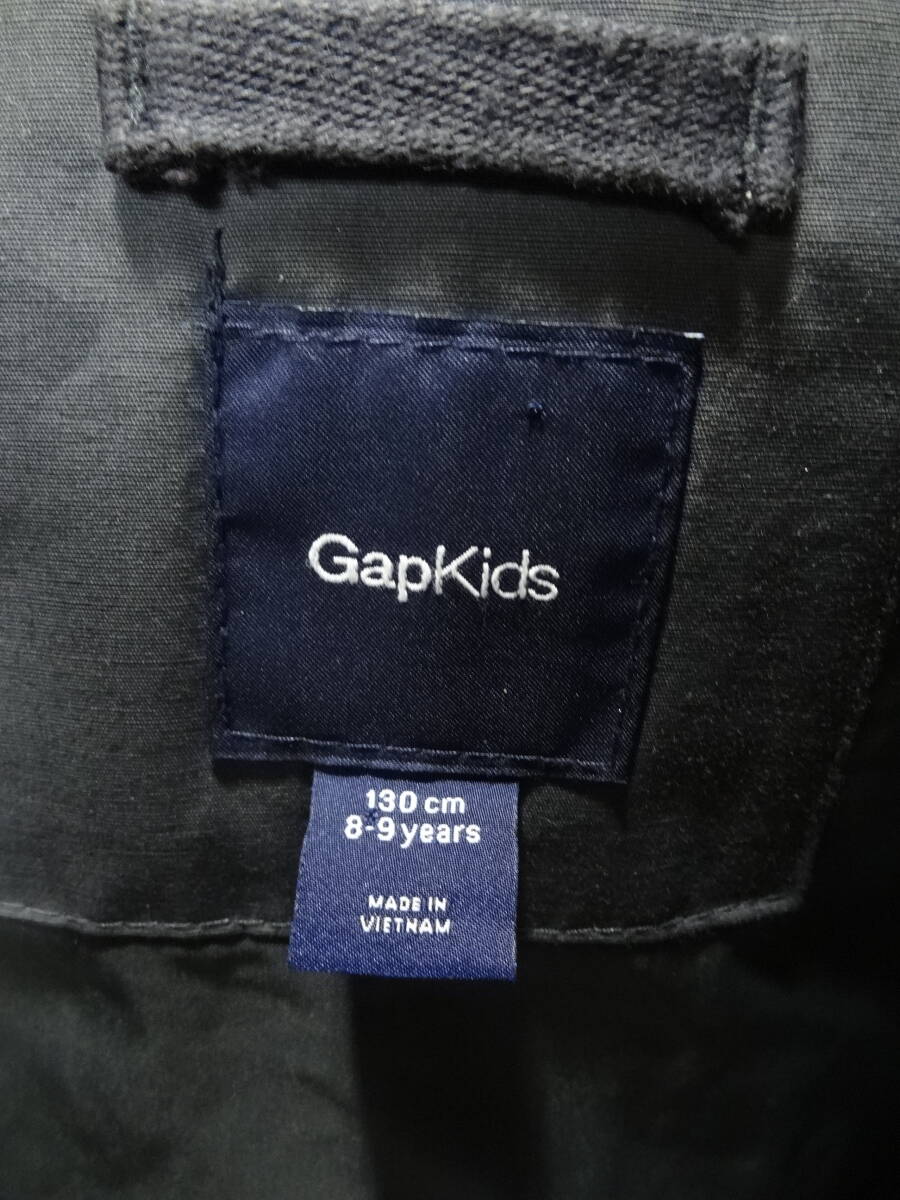 GapKids
130 cm
8-9 years
MADE IN
VIETNAM